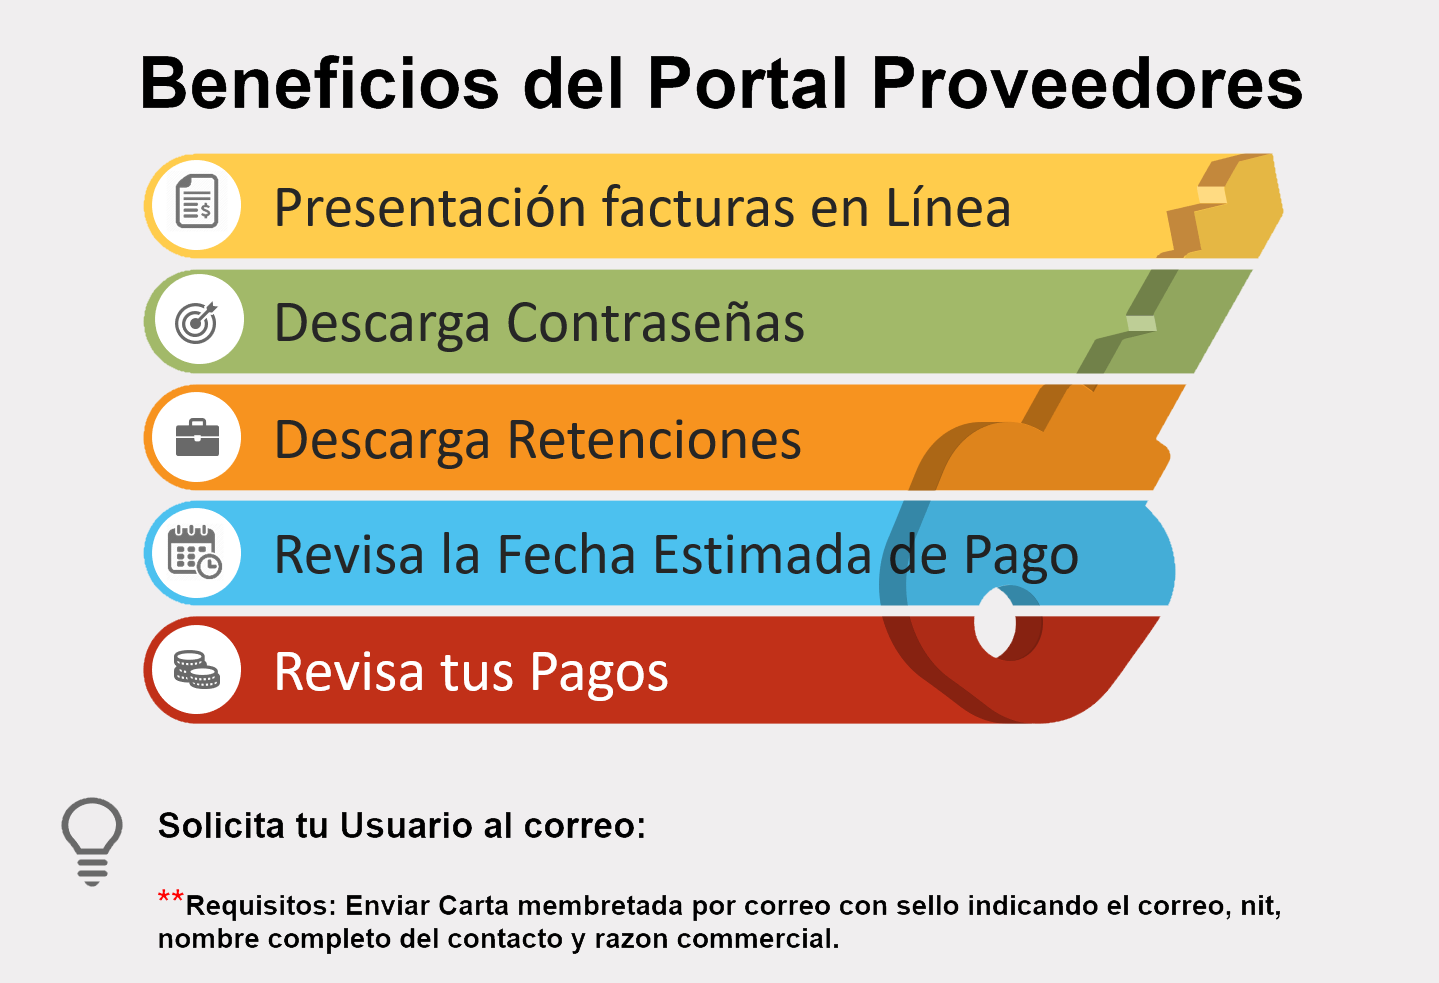 Beneficios del Portal Proveedores
Presentación facturas en Línea
Descarga Contraseñas
Descarga Retenciones
Revisa la Fecha Estimada de Pago
Revisa tus Pagos
Solicita tu Usuario al correo:
**Requisitos: Enviar Carta membretada por correo con sello indicando el correo, nit,
nombre completo del contacto y razon commercial.